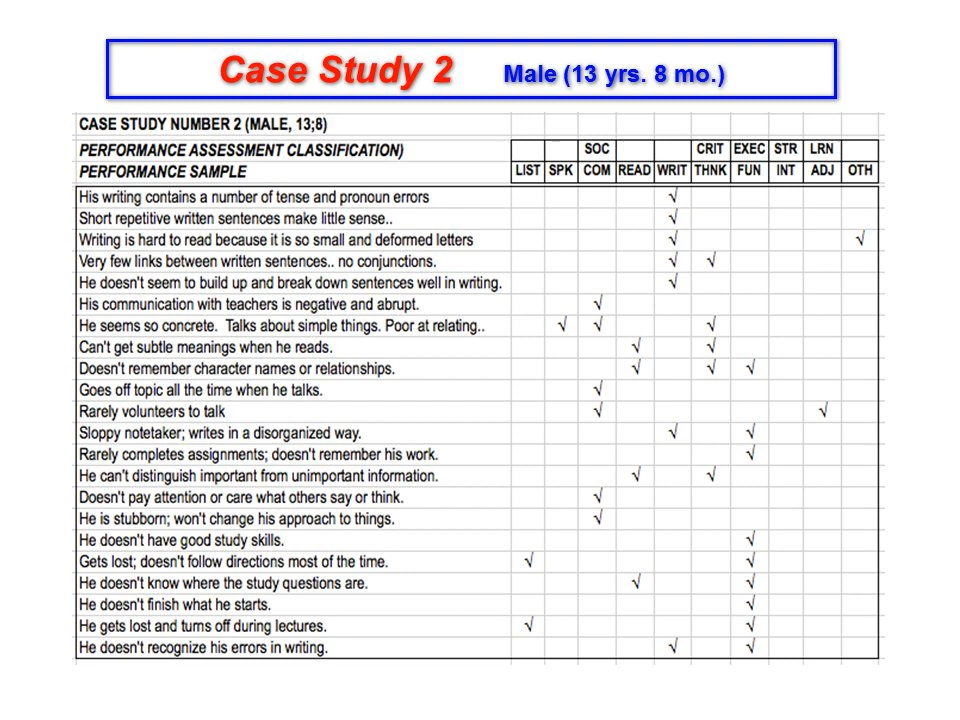 Case Study 2 Male (13 yrs. 8 mo.)
CASE STUDY NUMBER 2 (MALE, 13;8)
PERFORMANCE ASSESSMENT CLASSIFICATION) SOC CRIT EXEC STR LRN
PERFORMANCE SAMPLE LIST SPK COM READ WRIT THNK FUN INT ADJ OTH
His writing contains a number of tense and pronoun errors √
Short repetitive written sentences make little sense.. √
Writing is hard to read because it is so small and deformed letters √ √
Very few links between written sentences.. no conjunctions. √ √
He doesn't seem to build up and break down sentences well in writing. √
His communication with teachers is negative and abrupt. √
He seems so concrete. Talks about simple things. Poor at relating.. √ √ √
Can't get subtle meanings when he reads. √ √
Doesn't remember character names or relationships. √ √ √
Goes off topic all the time when he talks. √
Rarely volunteers to talk √ √
Sloppy notetaker; writes in a disorganized way. √ √
Rarely completes assignments; doesn't remember his work. √
He can't distinguish important from unimportant information. √ √
Doesn't pay attention or care what others say or think. √
He is stubborn; won't change his approach to things. √
He doesn't have good study skills. √
Gets lost; doesn't follow directions most of the time. √ √
He doesn't know where the study questions are. √ √
He doesn't finish what he starts. √
He gets lost and turns off during lectures. √ √
He doesn't recognize his errors in writing. √ √